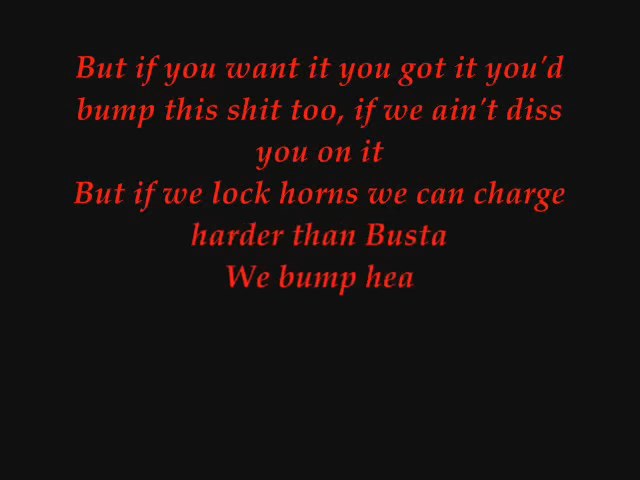 But if you want it you got it you'd
bump this shit too, if we ain't diss
you on it
But if we lock horns we can charge
harder than Busta
We bump hea